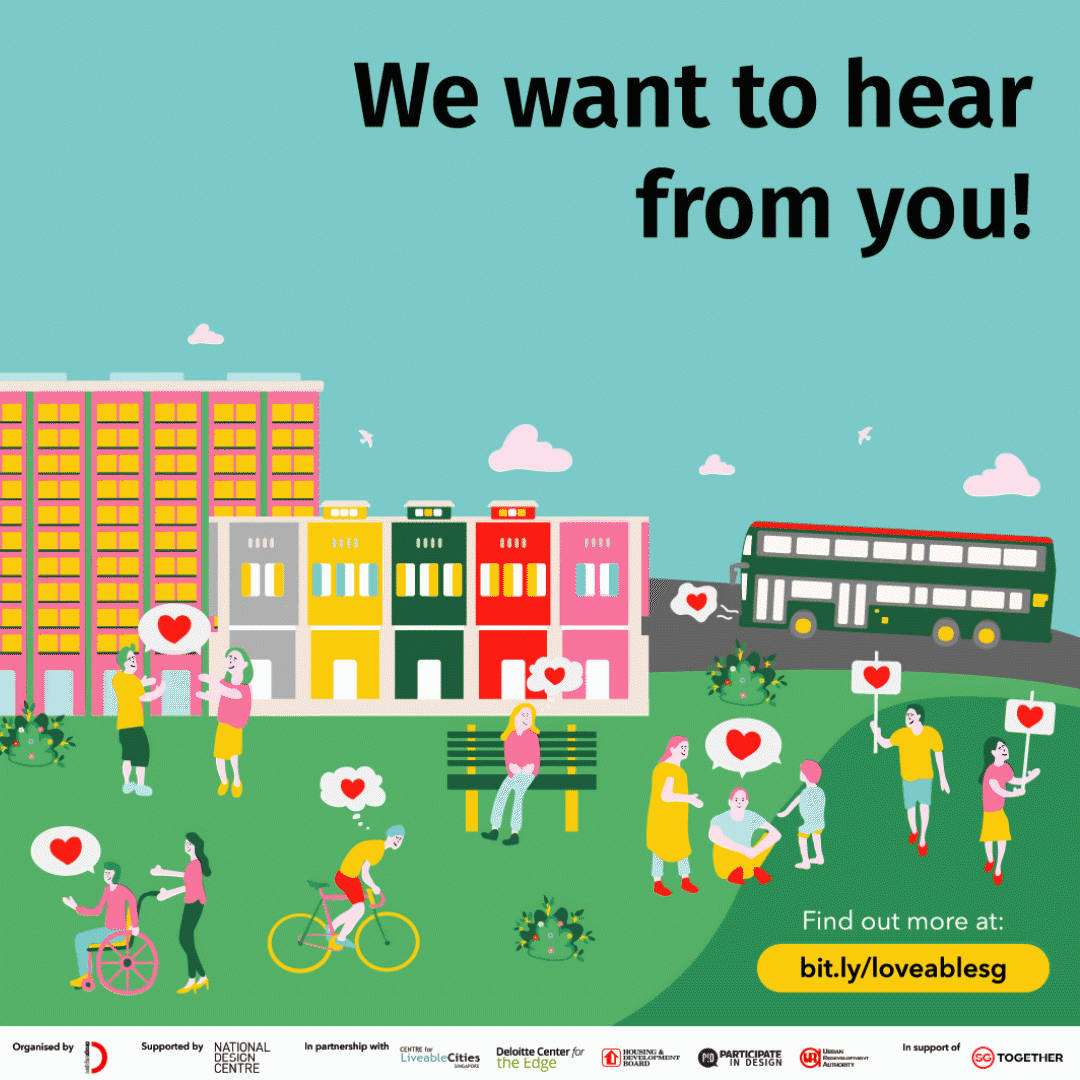 We want to hear
from you!
Find out more at:
bit.ly/loveablesg
Organised by
Supported by
NATIONAL
DESIGN
CENTRE
In partnership with
CENTRE for
LiveableCities
SINGAPORE
Deloitte Center for
the Edge
HOUSING &
DEVELOPMENT
BOARD
P!D
PARTICIPATE
IN DESIGN
URBAN
REDEVELOPMENT
AUTHORITY
In support of
SG TOGETHER